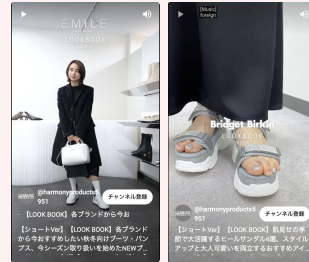 EMILE
LOOKBOOK
@harmonyproducts5
951
チャンネル登録
【LOOK BOOK】各ブランドから今お
【ショートVer】【LOOK BOOK】各ブランド
から今おすすめしたい秋冬向けブーツ・パン
プス、今シーズン取り扱いを始めたNEWブ
[Music]
foreign
Bridget Birkin
LOOKBOOK
@harmonyproducts5
951
チャンネル登録
【ショートVer】【LOOK BOOK】肌見せの季
節で大活躍するヒールサンダル4選、スタイル
アップと大人可愛いを両立するおすすめアイ